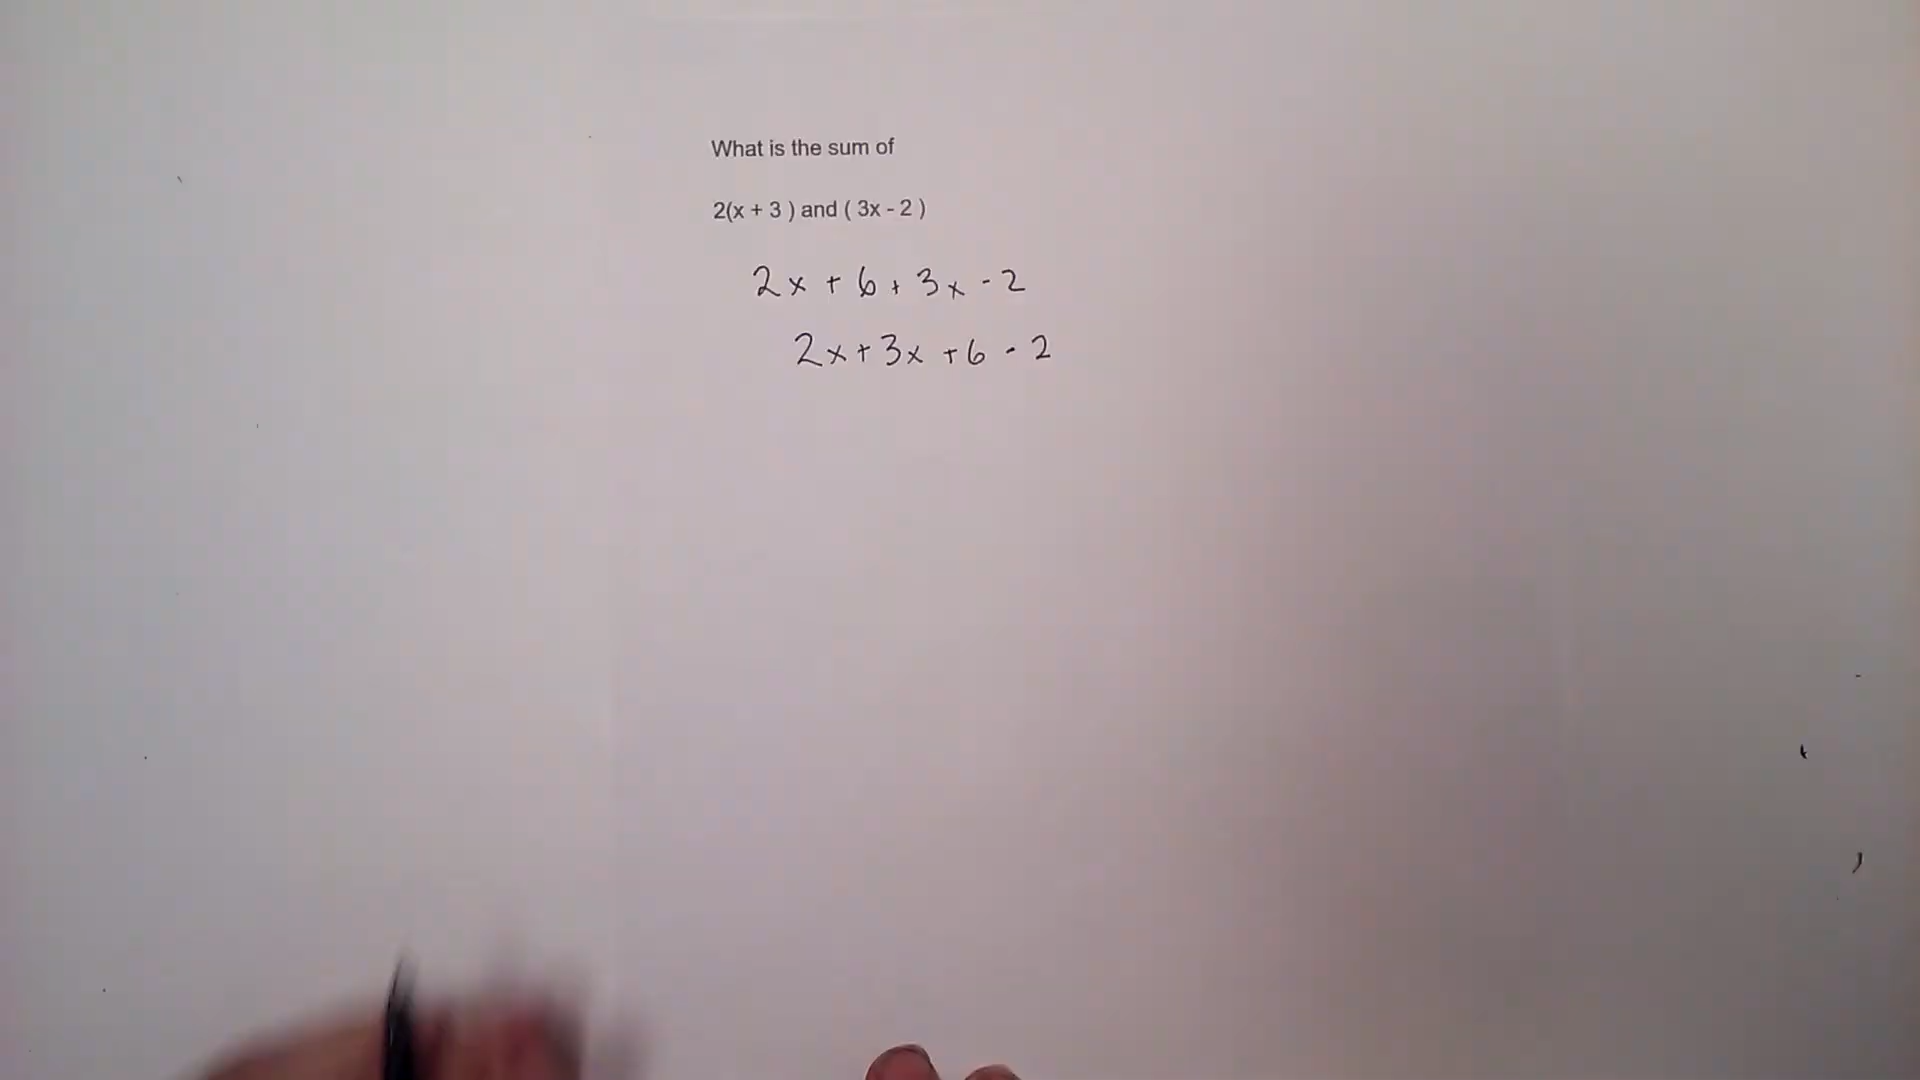 What is the sum of
2(x + 3 ) and ( 3x - 2 )
2x + 6 + 3x - 2
2x + 3x + 6 - 2